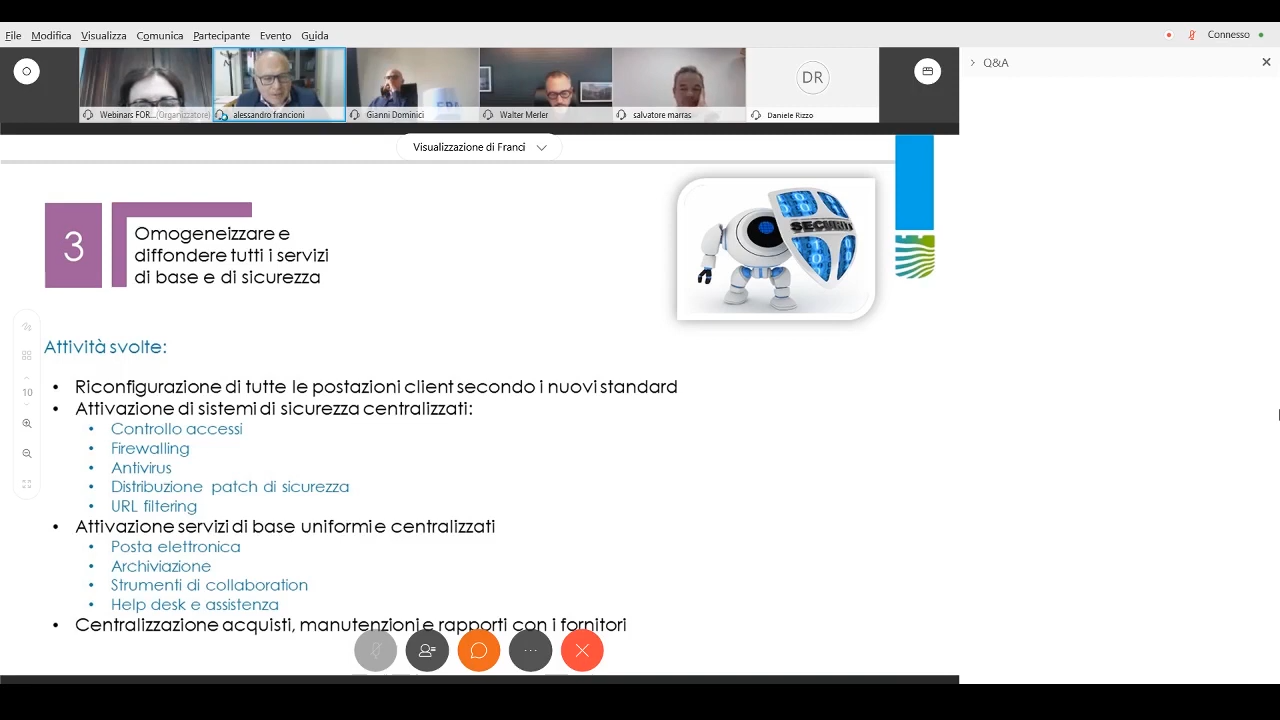 File Modifica Visualizza Comunica Partecipante Evento Guida
Connesso
Q&A
DR
Webinars FOR... (Organizzatore)
alessandro francioni
Gianni Dominici
Walter Merler
salvatore marras
Daniele Rizzo
Visualizzazione di Franci
3
Omogeneizzare e
diffondere tutti i servizi
di base e di sicurezza
SECURITY
Attività svolte:
• Riconfigurazione di tutte le postazioni client secondo i nuovi standard
• Attivazione di sistemi di sicurezza centralizzati:
• Controllo accessi
• Firewalling
• Antivirus
• Distribuzione patch di sicurezza
• URL filtering
• Attivazione servizi di base uniformi e centralizzati
• Posta elettronica
• Archiviazione
• Strumenti di collaboration
• Help desk e assistenza
• Centralizzazione acquisti, manutenzioni e rapporti con i fornitori
10